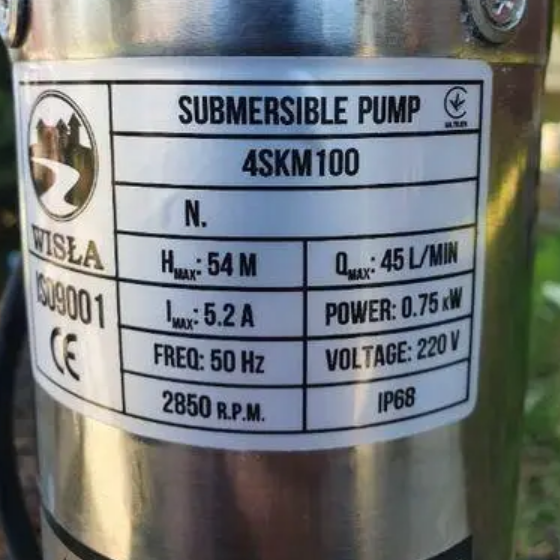 SUBMERSIBLE PUMP
4SKM100
N.
WISŁA
ISO9001
CE
HMAX: 54 M
QMAX: 45 L/MIN
IMAX: 5.2 A
POWER: 0.75 KW
FREQ: 50 Hz
VOLTAGE: 220 V
2850 R.P.M.
IP68